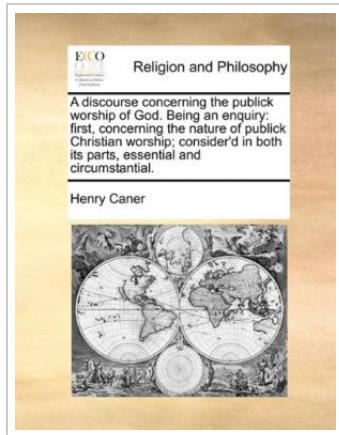 ECCO
Religion and Philosophy
A discourse concerning the publick
worship of God. Being an enquiry:
first, concerning the nature of publick
Christian worship; consider'd in both
its parts, essential and
circumstantial.
Henry Caner